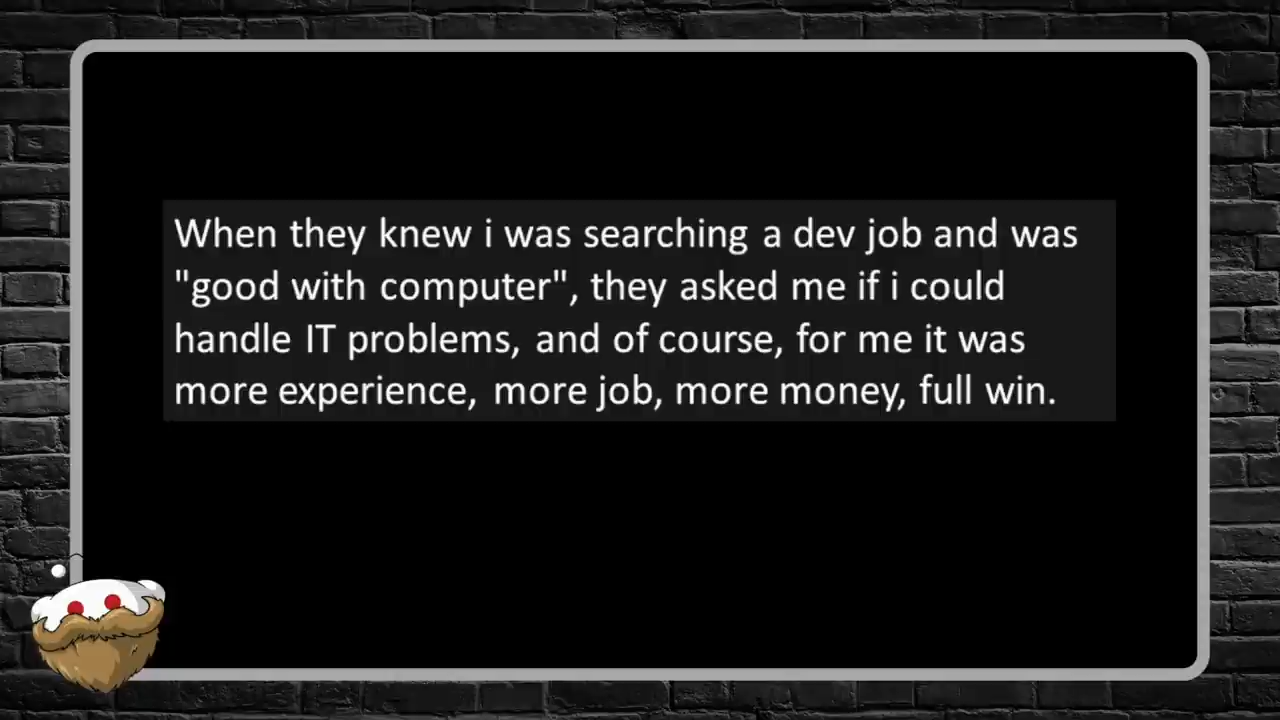 When they knew i was searching a dev job and was
"good with computer", they asked me if i could
handle IT problems, and of course, for me it was
more experience, more job, more money, full win.